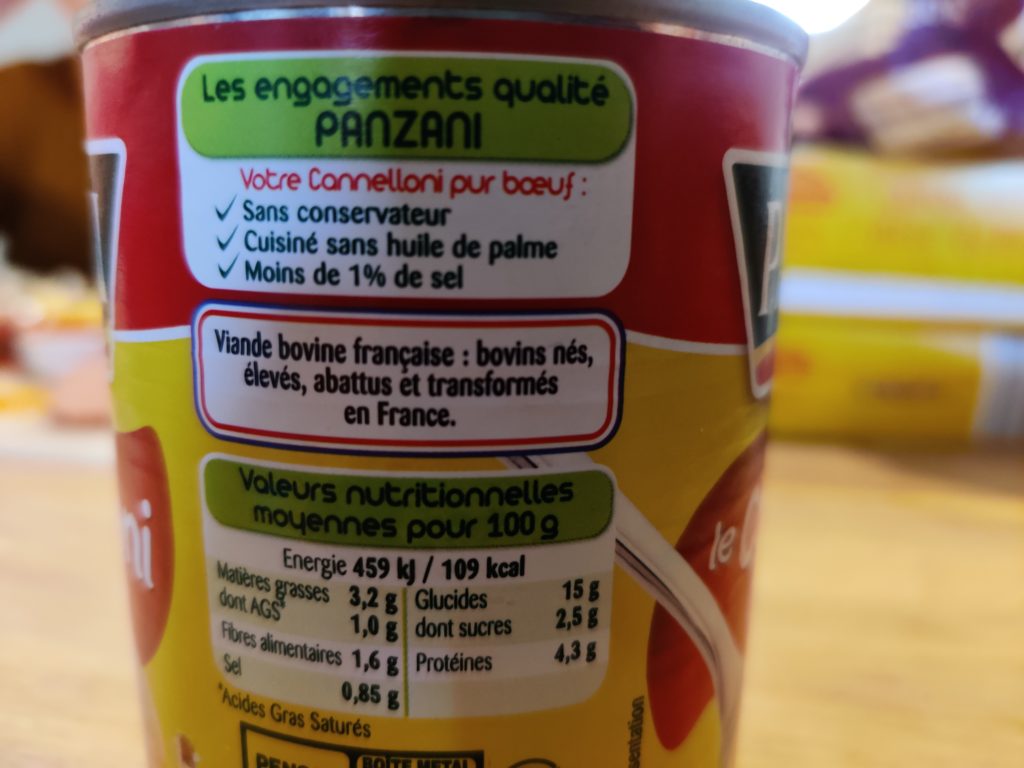 Les engagements qualité
PANZANI
Votre Cannelloni pur bœuf :
✓ Sans conservateur
✓ Cuisiné sans huile de palme
✓ Moins de 1% de sel
Viande bovine française : bovins nés,
élevés, abattus et transformés
en France.
Valeurs nutritionnelles
moyennes pour 100 g
Energie 459 kJ / 109 kcal
Matières grasses 3,2 g
dont AGS* 1,0 g
Fibres alimentaires 1,6 g
Sel 0,85 g
Glucides 15 g
dont sucres 2,5 g
Protéines 4,3 g
*Acides Gras Saturés
BOÎTE METAL
le